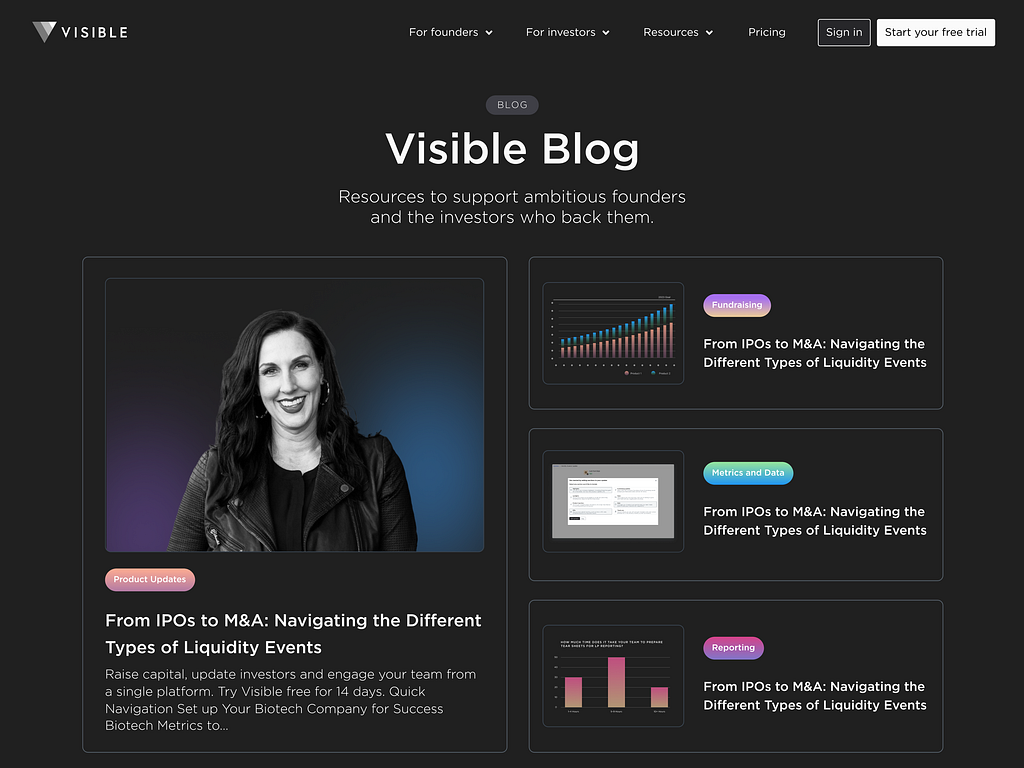 VISIBLE
For founders
For investors
Resources
Pricing
Sign in
Start your free trial
BLOG
Visible Blog
Resources to support ambitious founders
and the investors who back them.
Product Updates
From IPOs to M&A: Navigating the Different
Types of Liquidity Events
Raise capital, update investors and engage your team from
a single platform. Try Visible free for 14 days. Quick
Navigation Set up Your Biotech Company for Success
Biotech Metrics to...
Fundraising
From IPOs to M&A: Navigating the
Different Types of Liquidity Events
Metrics and Data
From IPOs to M&A: Navigating the
Different Types of Liquidity Events
HOW MUCH TIME DOES IT TAKE YOUR TEAM TO PREPARE
TEAR SHEETS FOR LP REPORTING?
Reporting
From IPOs to M&A: Navigating the
Different Types of Liquidity Events